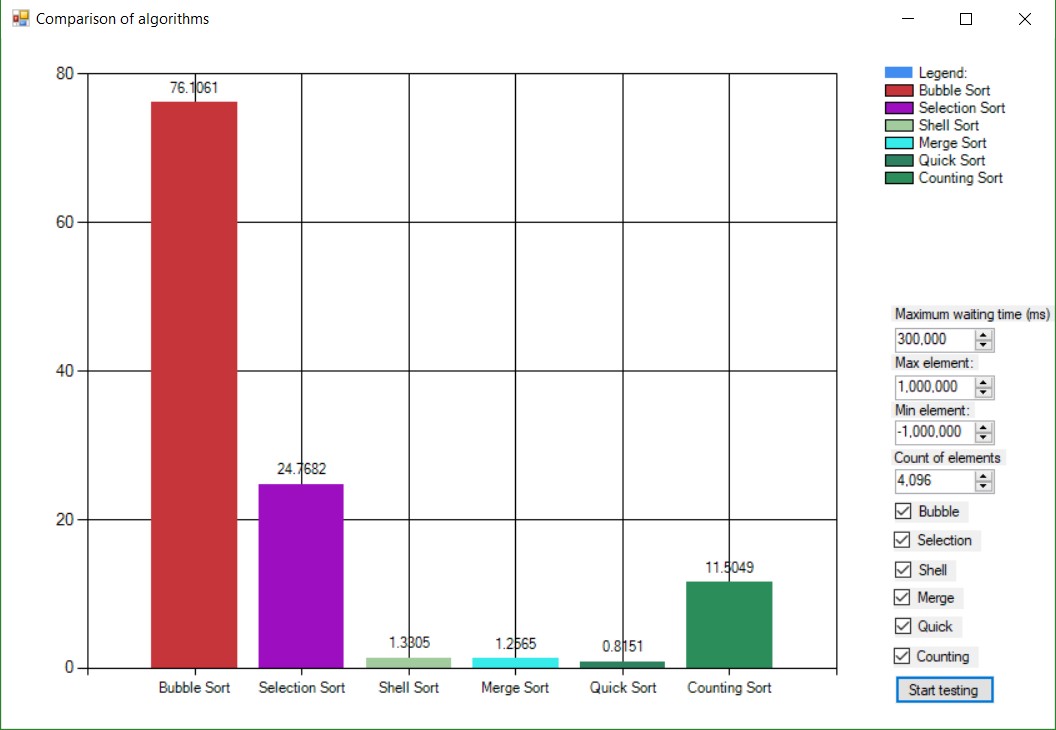 Comparison of algorithms
80
60
40
20
0
76.1061
24.7682
1.3305
1.2565
0.8151
11.5049
Bubble Sort
Selection Sort
Shell Sort
Merge Sort
Quick Sort
Counting Sort
Legend:
Bubble Sort
Selection Sort
Shell Sort
Merge Sort
Quick Sort
Counting Sort
Maximum waiting time (ms)
300,000
Max element:
1,000,000
Min element:
-1,000,000
Count of elements
4,096
Bubble
Selection
Shell
Merge
Quick
Counting
Start testing